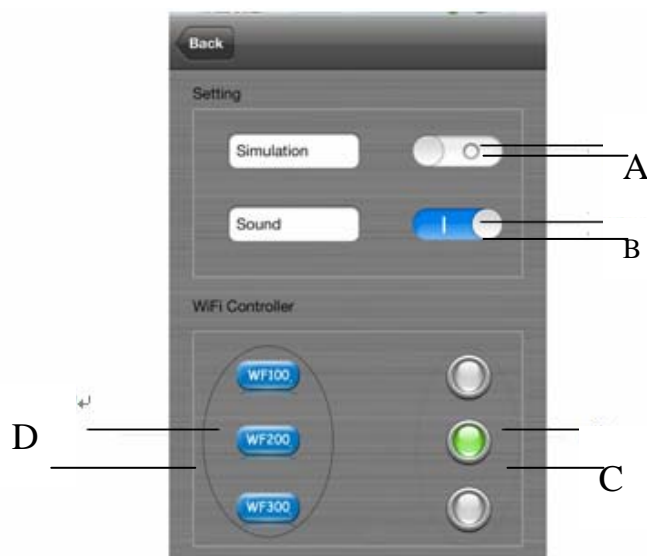 Back
Setting
Simulation
A
Sound
B
WiFi Controller
WF100
WF200
D
C
WF300